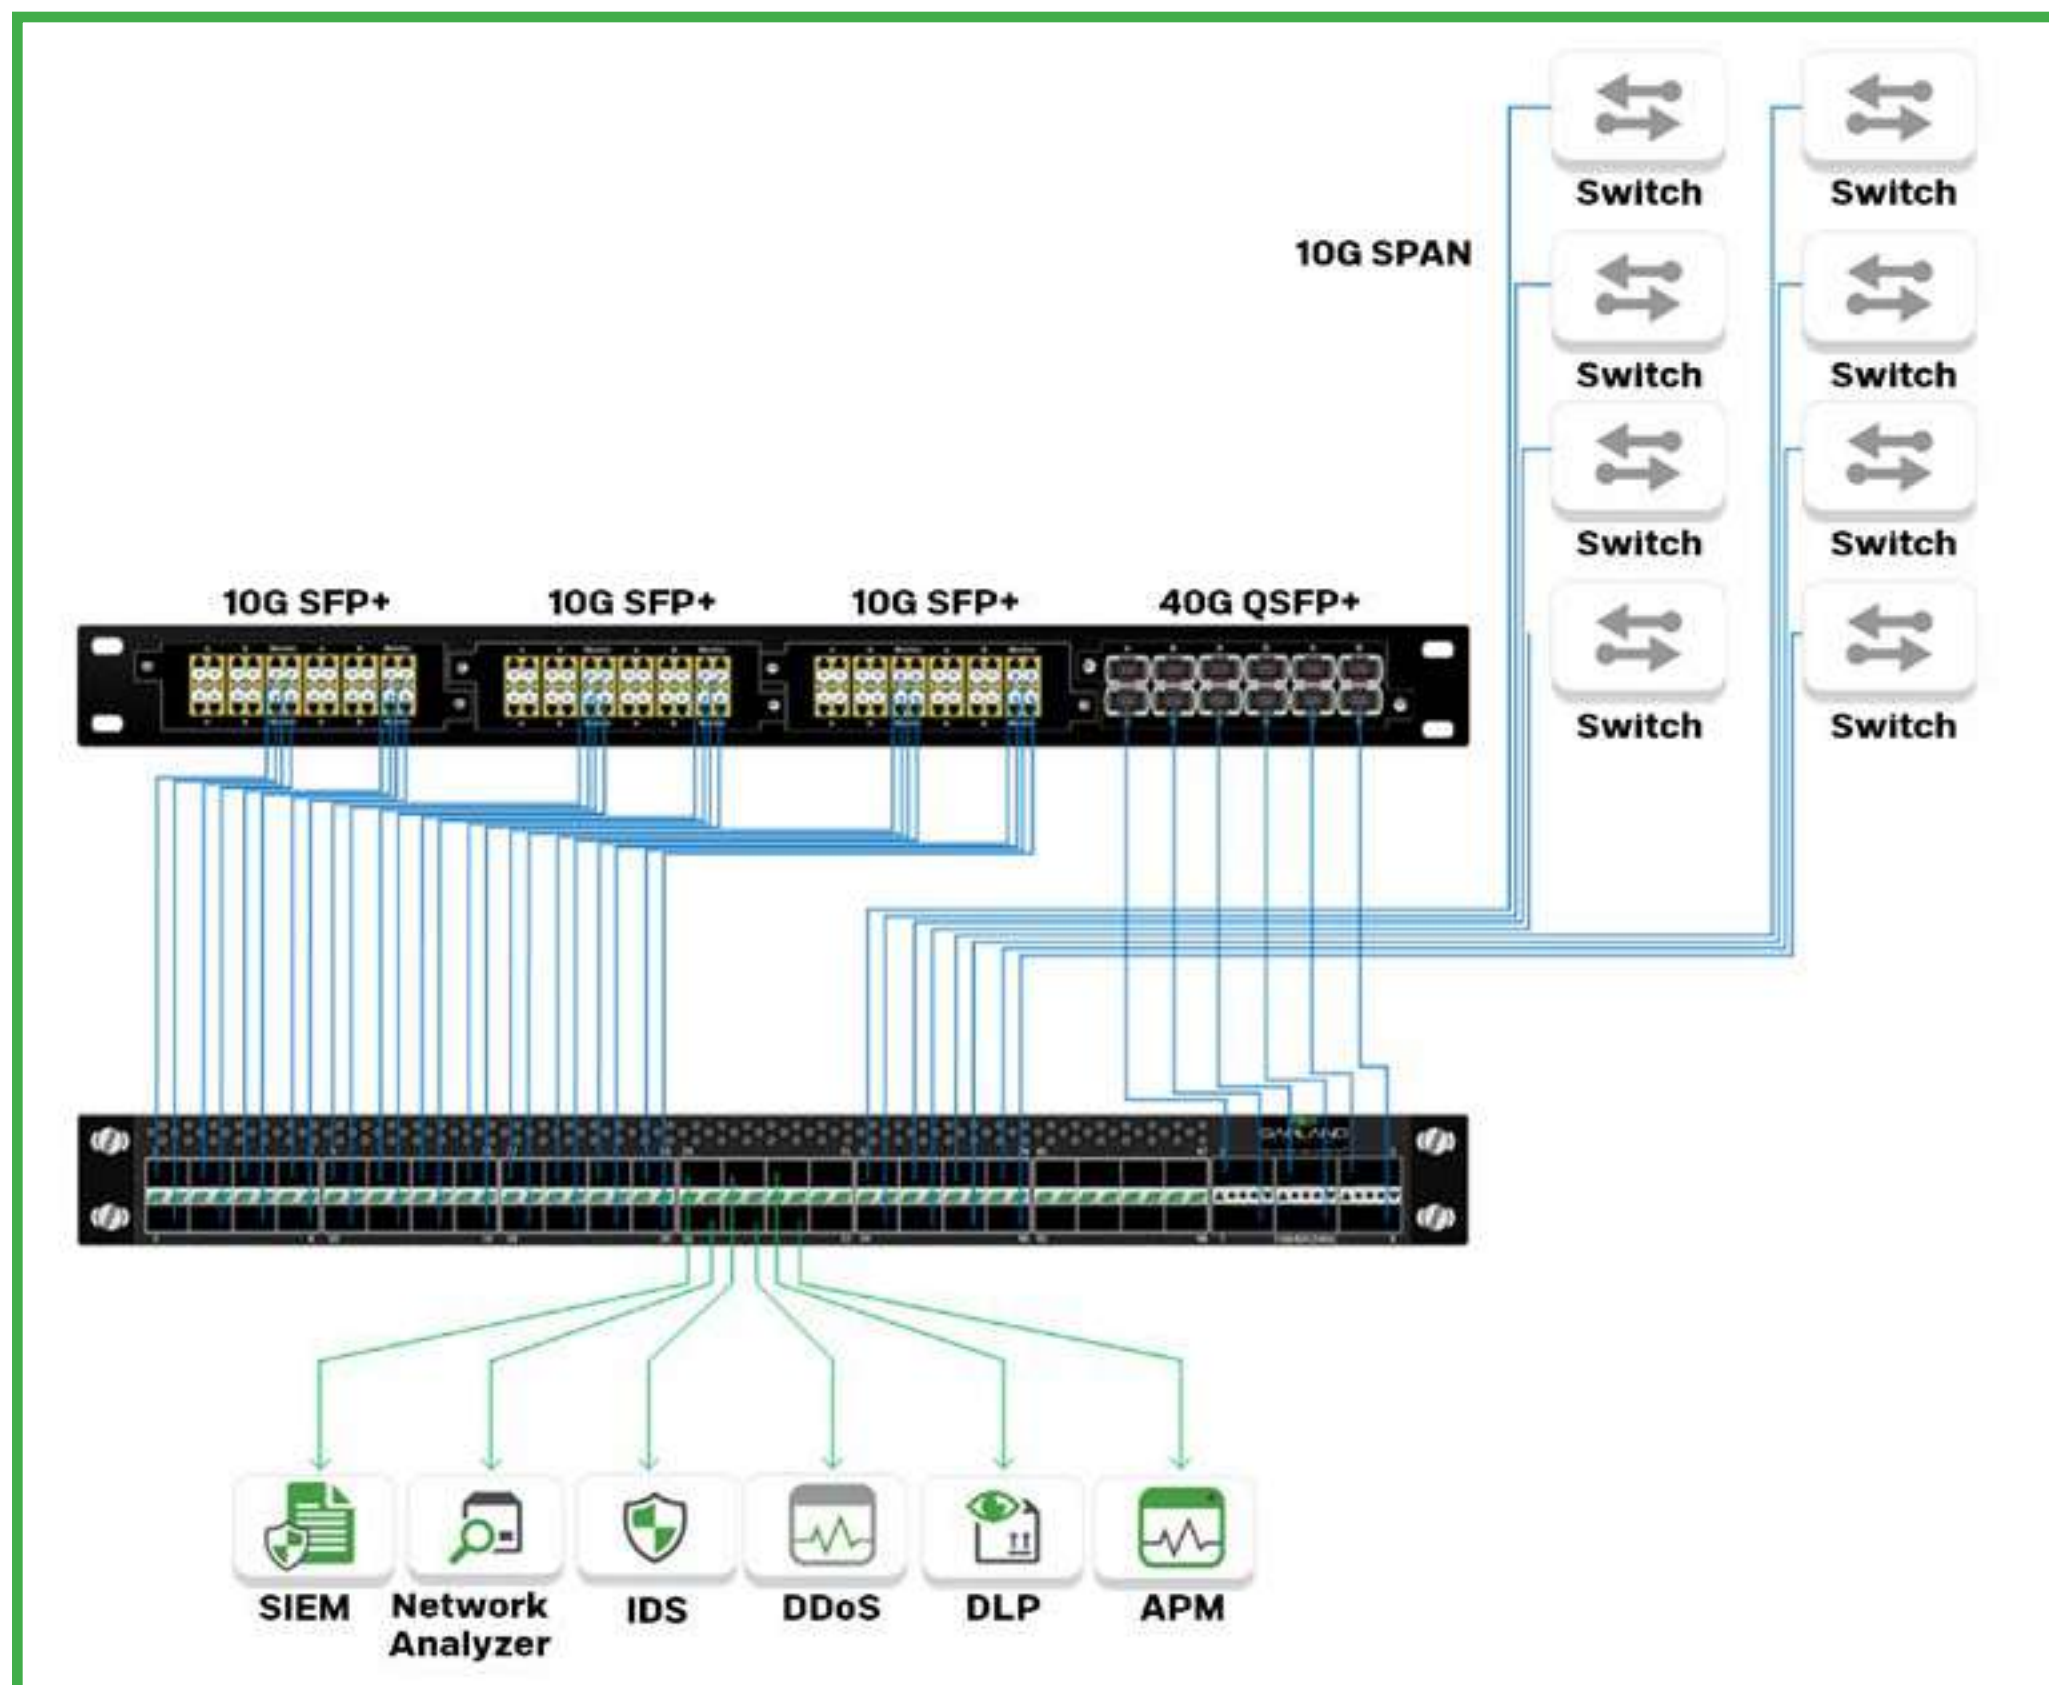 Switch
Switch
10G SPAN
Switch
Switch
Switch
Switch
10G SFP+
10G SFP+
10G SFP+
40G QSFP+
Switch
Switch
GARLAND
SIEM
Network
Analyzer
IDS
DDoS
DLP
APM